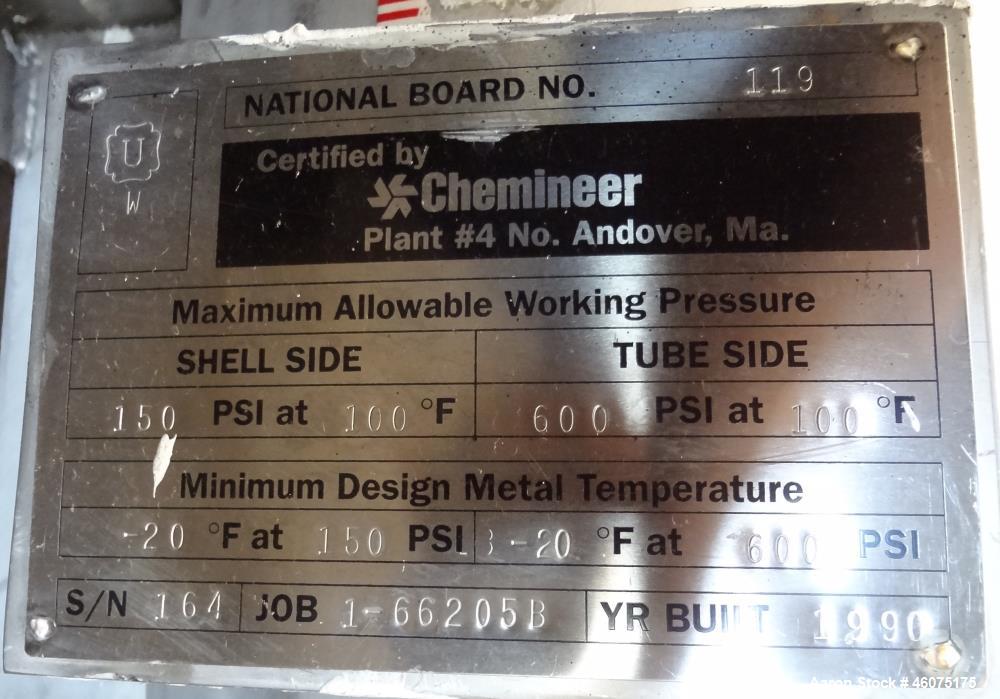 NATIONAL BOARD NO. 119
U
W
Certified by
Chemineer
Plant #4 No. Andover, Ma.
Maximum Allowable Working Pressure
SHELL SIDE TUBE SIDE
150 PSI at 100 °F 600 PSI at 100 °F
Minimum Design Metal Temperature
-20 °F at 150 PSI -20 °F at 600 PSI
S/N 164 JOB 1-66205B YR BUILT 1990
Aaron Stock # 46075175